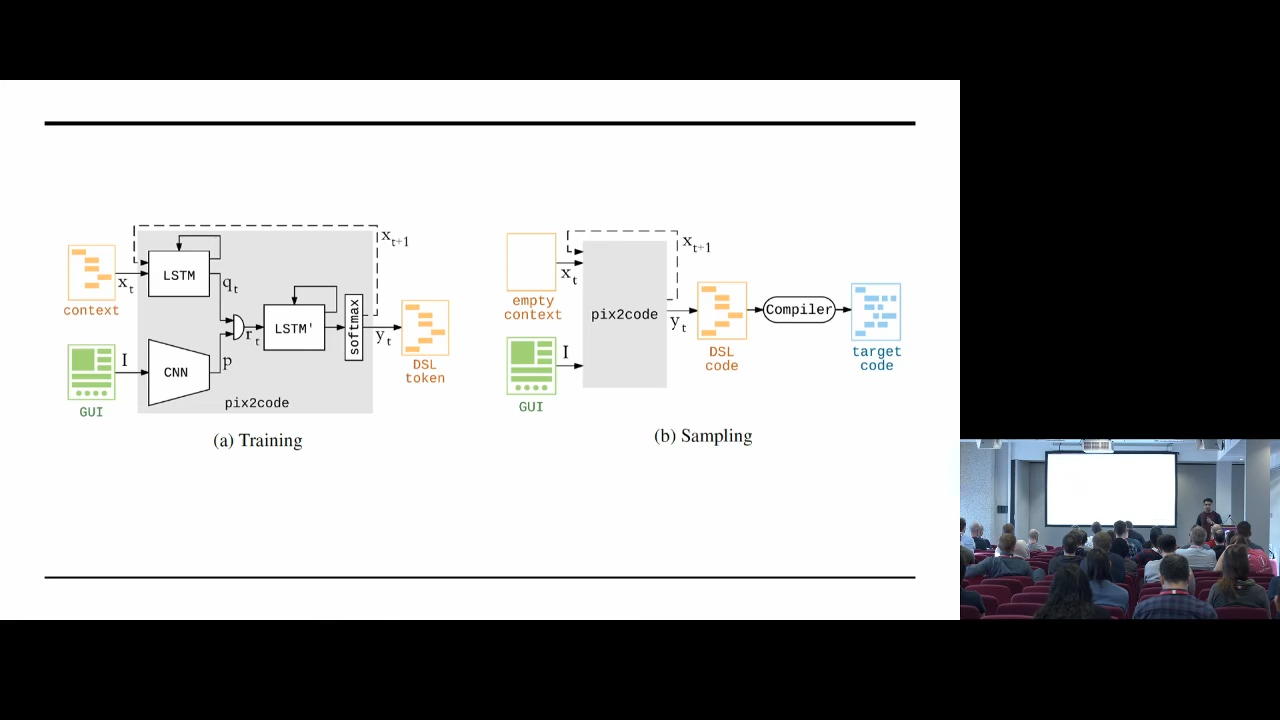 x t+1
LSTM
x t
q t
context
LSTM'
softmax
r t
y t
DSL
token
I
CNN
p
GUI
pix2code
(a) Training
x t+1
x t
empty
context
pix2code
y t
DSL
code
Compiler
target
code
I
GUI
(b) Sampling